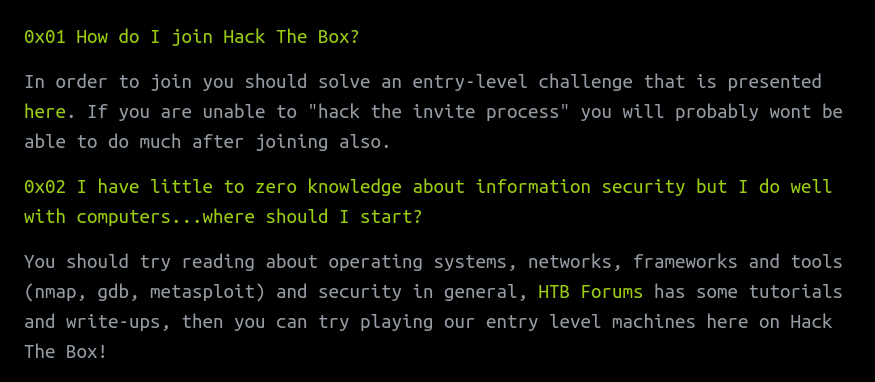 0x01 How do I join Hack The Box?
In order to join you should solve an entry-level challenge that is presented
here. If you are unable to "hack the invite process" you will probably wont be
able to do much after joining also.
0x02 I have little to zero knowledge about information security but I do well
with computers...where should I start?
You should try reading about operating systems, networks, frameworks and tools
(nmap, gdb, metasploit) and security in general, HTB Forums has some tutorials
and write-ups, then you can try playing our entry level machines here on Hack
The Box!